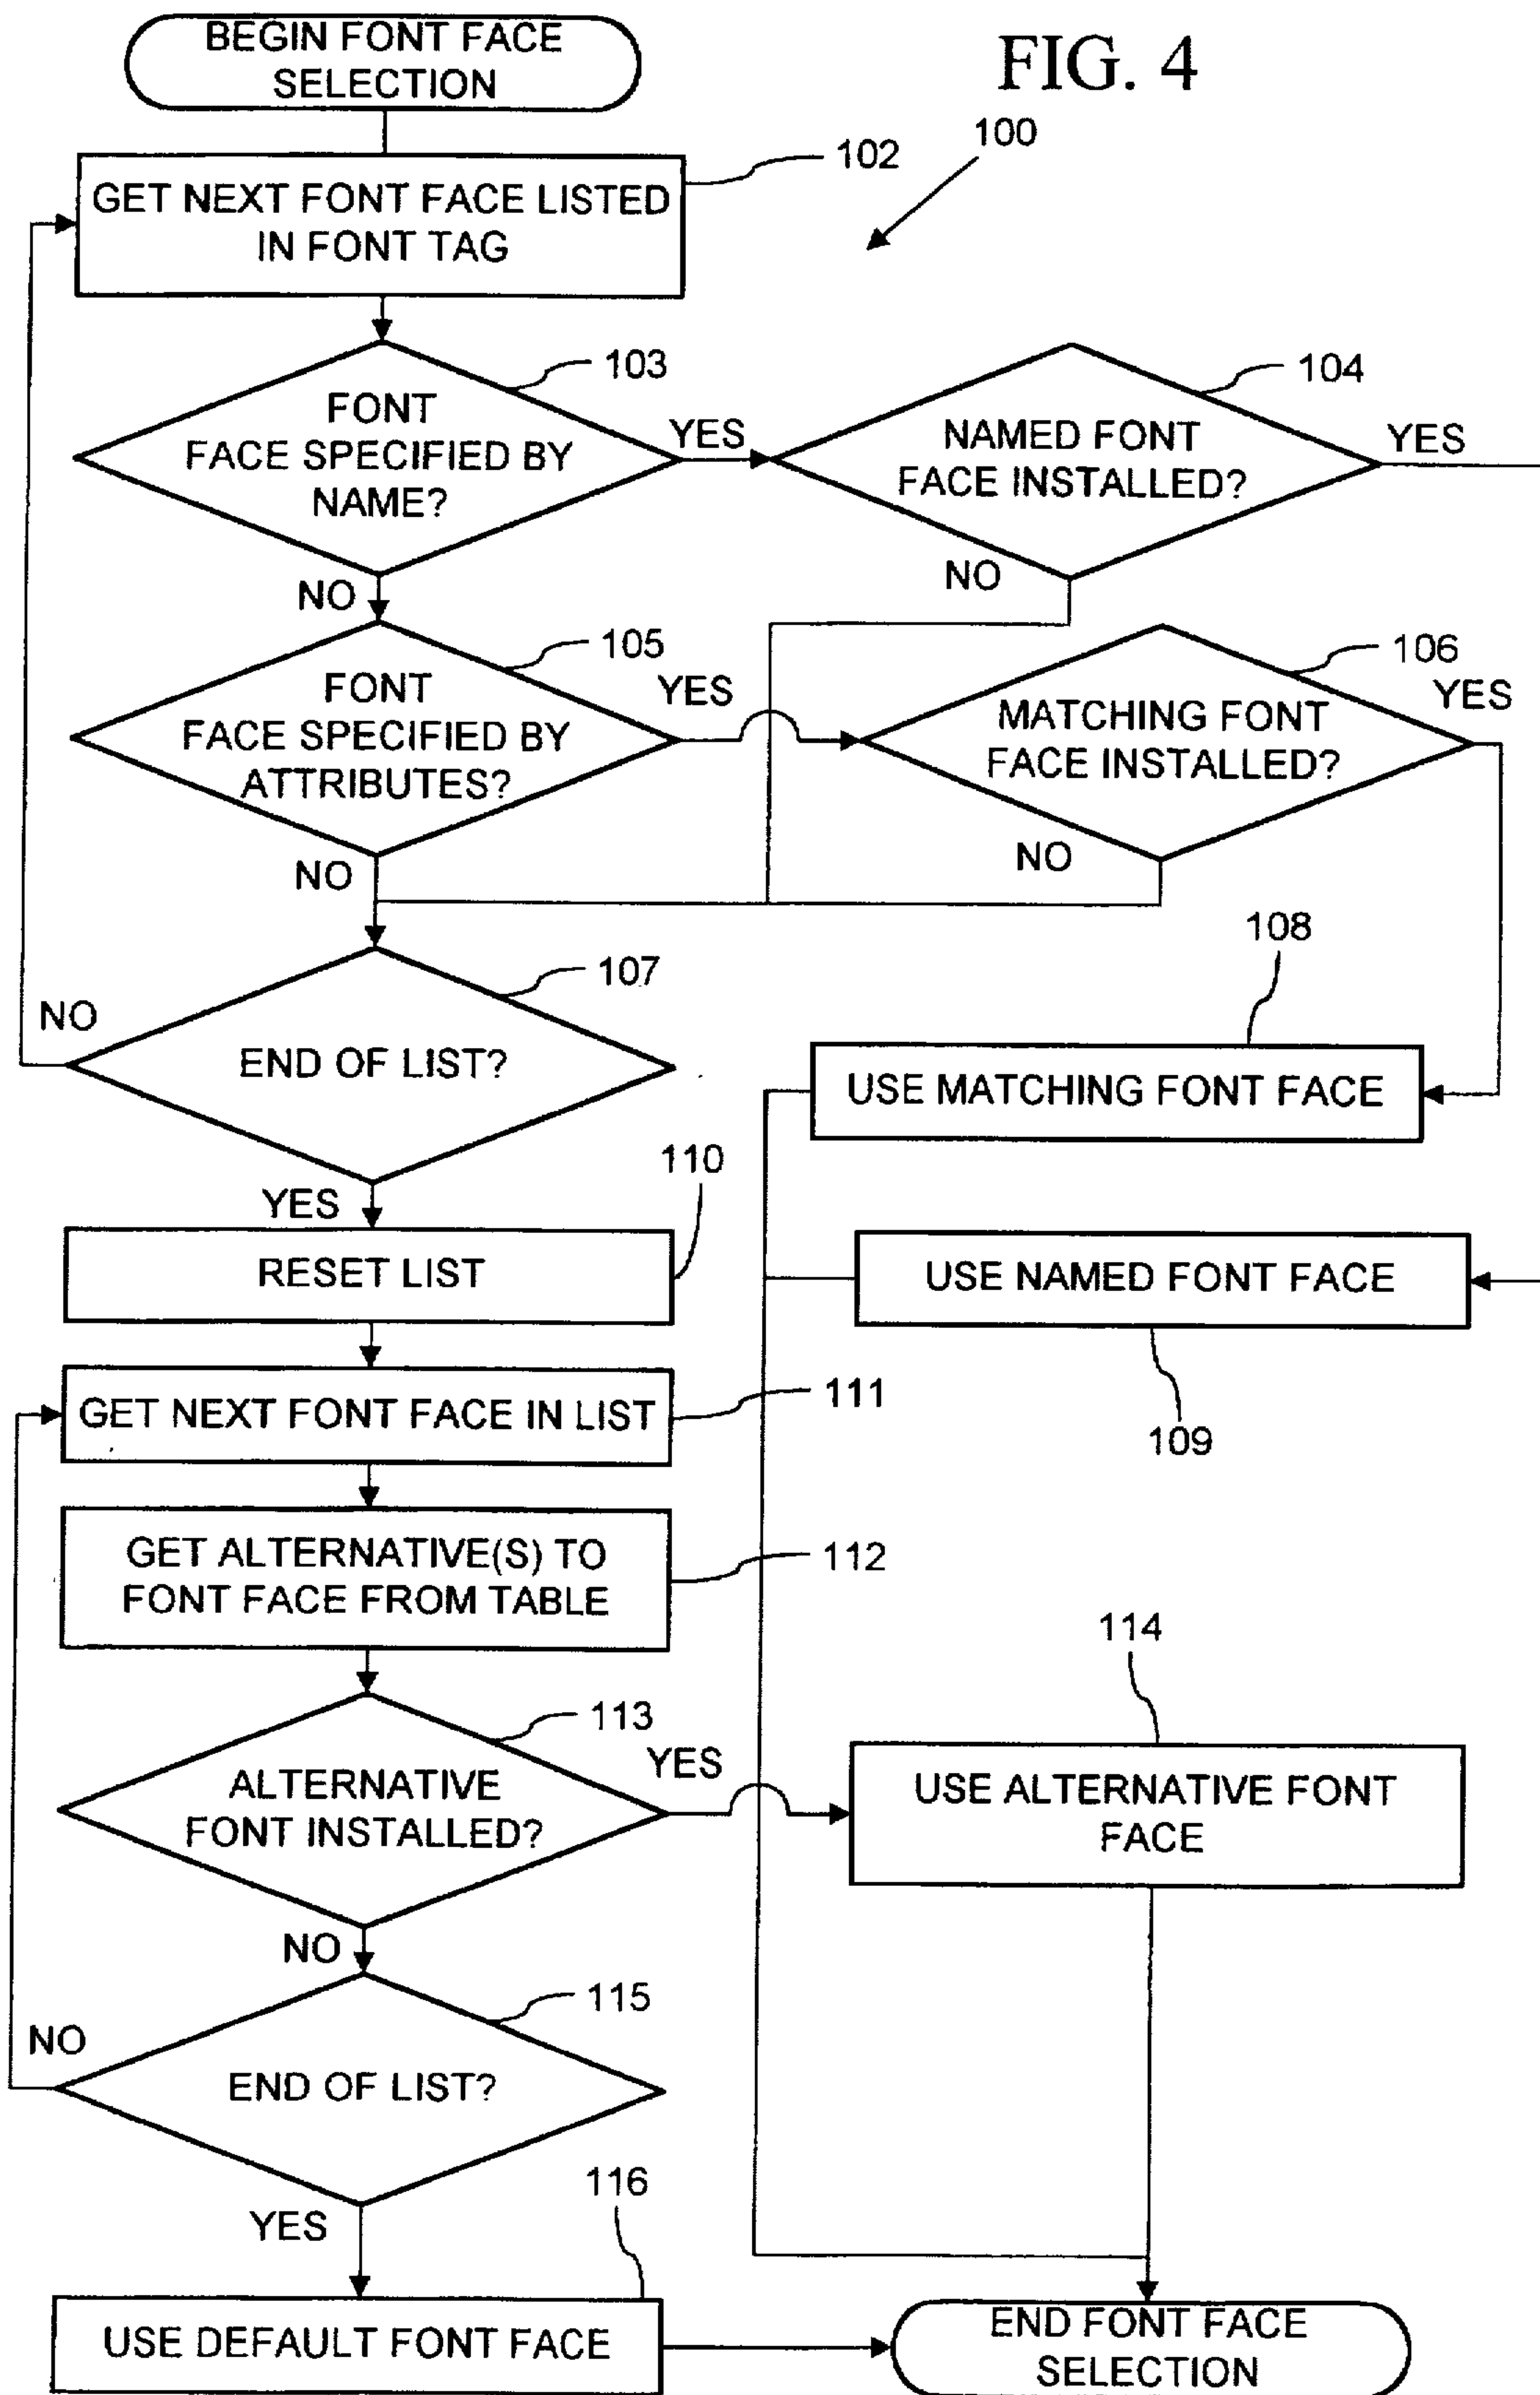 BEGIN FONT FACE
SELECTION
FIG. 4
100
102
GET NEXT FONT FACE LISTED
IN FONT TAG
103
FONT
FACE SPECIFIED BY
NAME?
YES
104
NAMED FONT
FACE INSTALLED?
YES
NO
NO
105
FONT
FACE SPECIFIED BY
ATTRIBUTES?
YES
106
MATCHING FONT
FACE INSTALLED?
YES
NO
NO
107
END OF LIST?
NO
YES
108
USE MATCHING FONT FACE
110
RESET LIST
USE NAMED FONT FACE
109
GET NEXT FONT FACE IN LIST
111
GET ALTERNATIVE(S) TO
FONT FACE FROM TABLE
112
113
ALTERNATIVE
FONT INSTALLED?
YES
114
USE ALTERNATIVE FONT
FACE
NO
115
END OF LIST?
NO
YES
116
USE DEFAULT FONT FACE
END FONT FACE
SELECTION